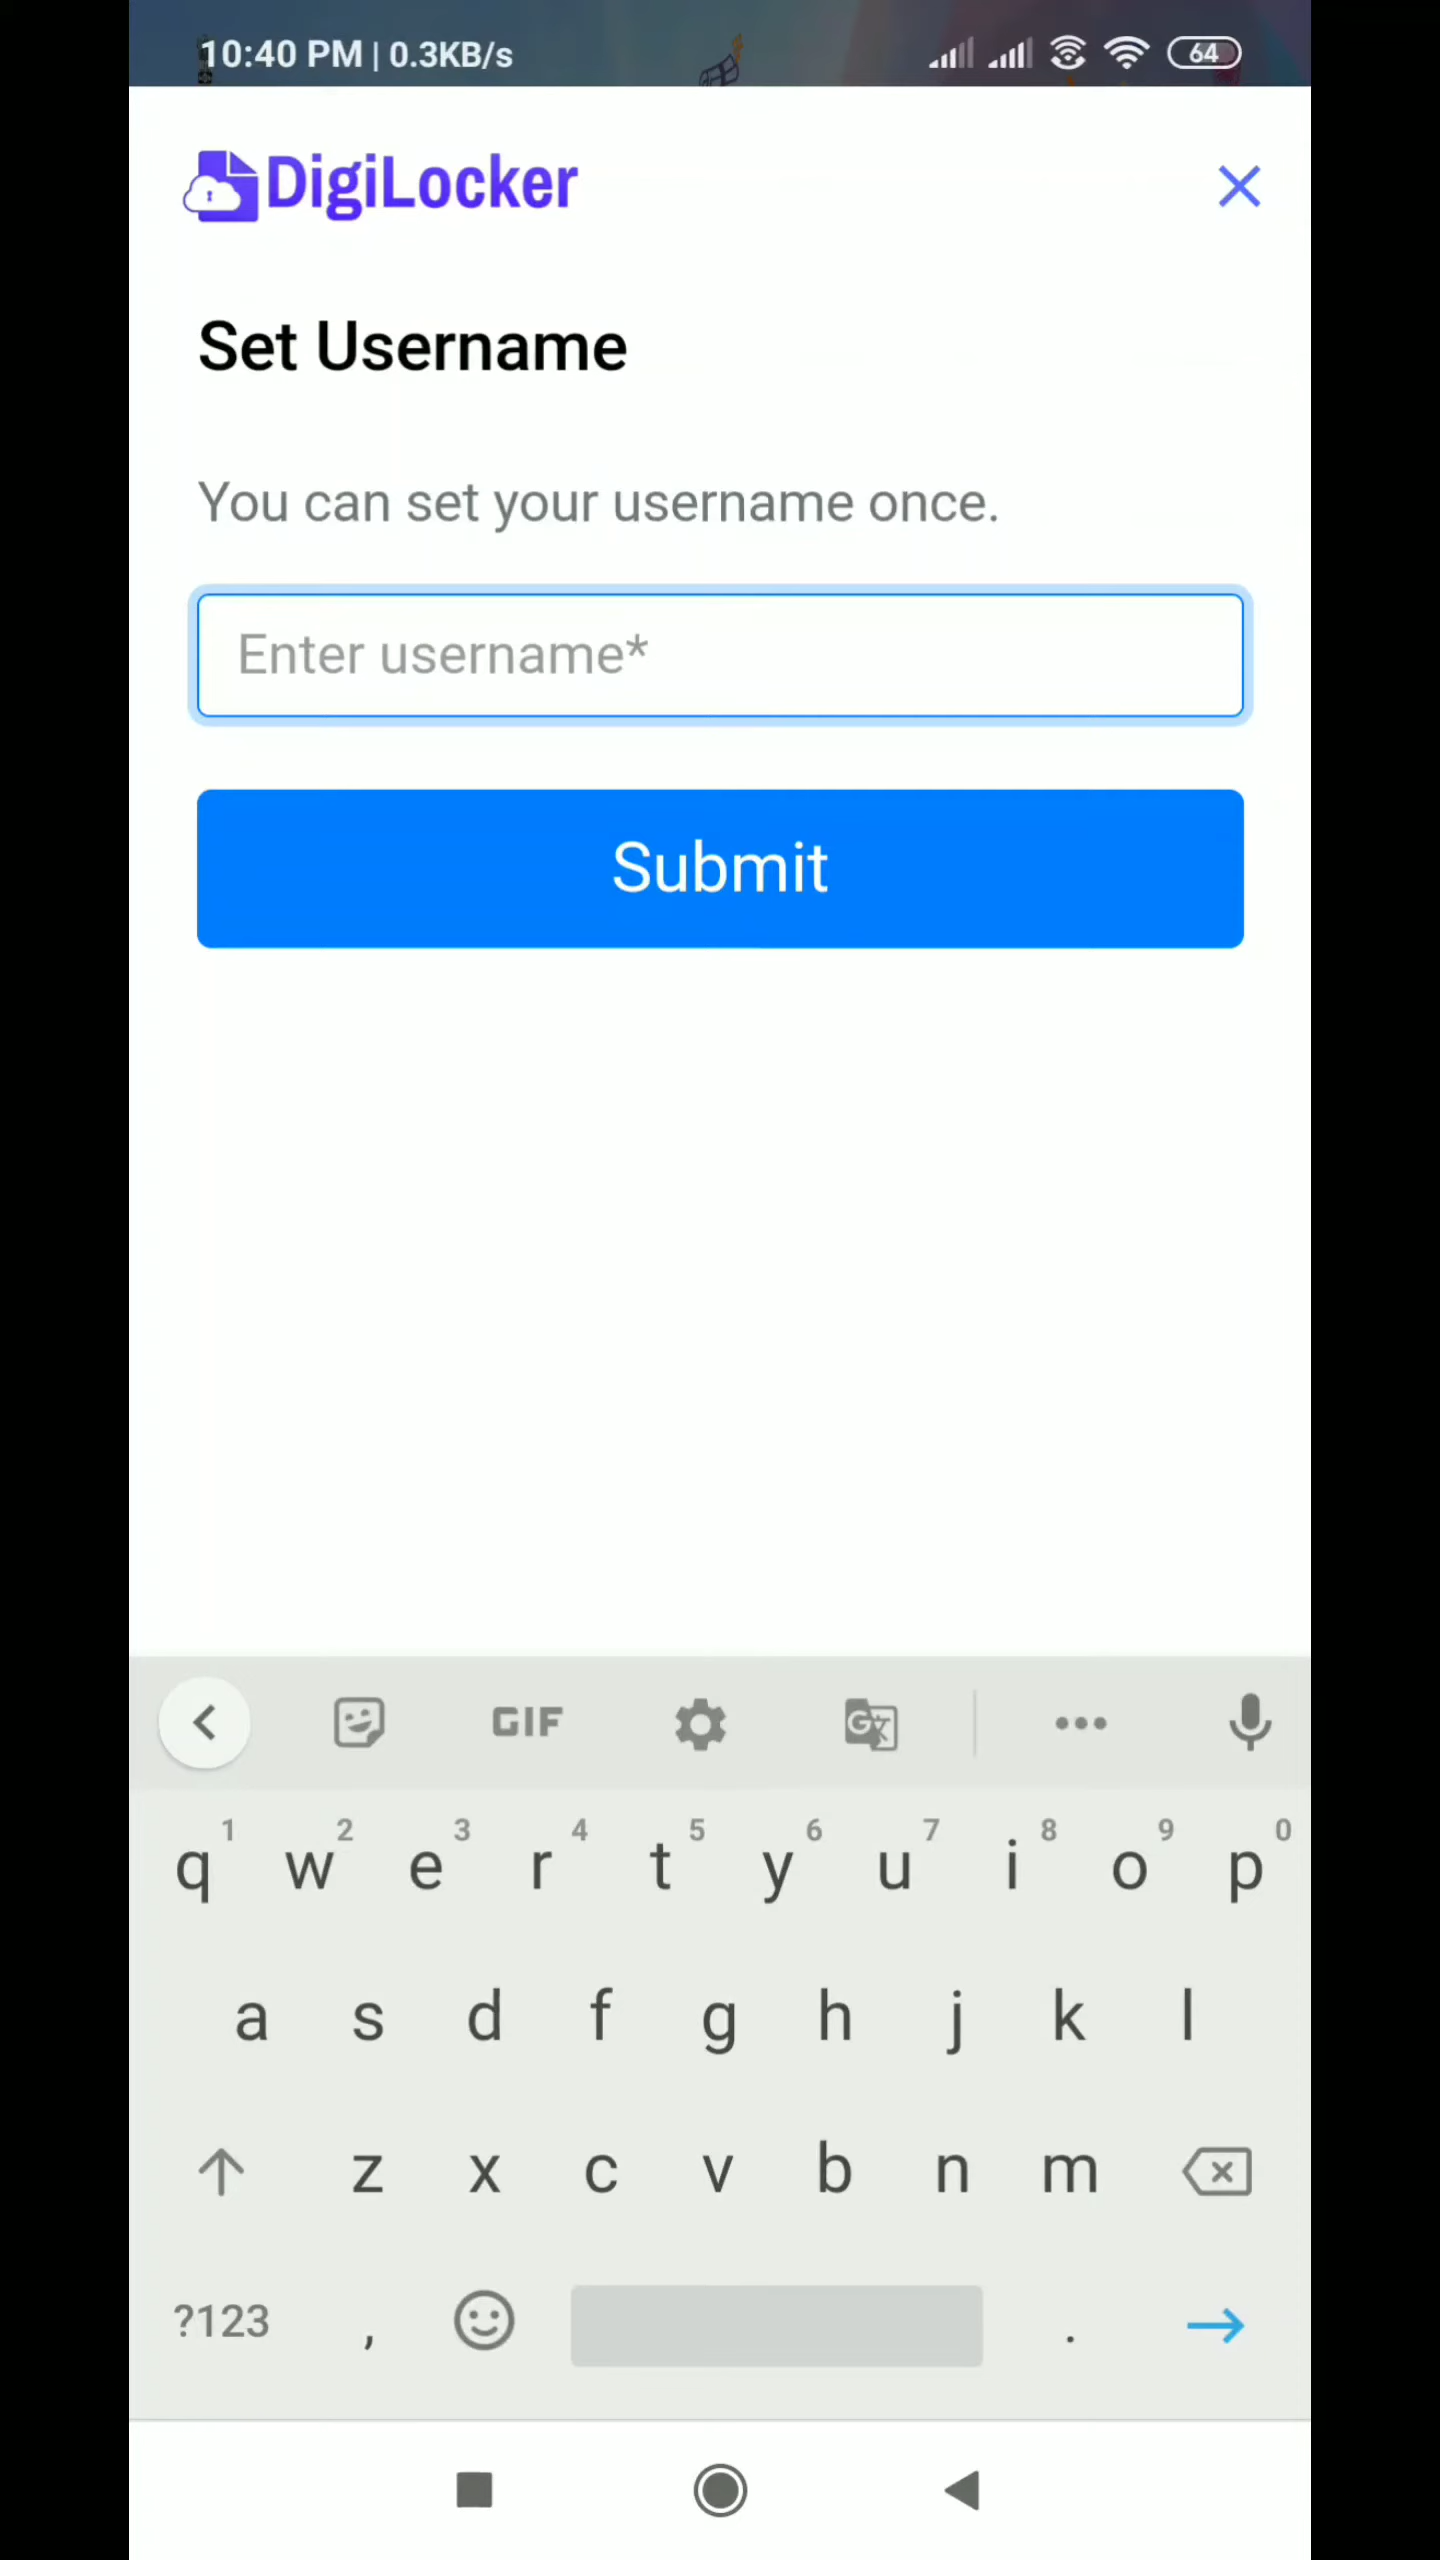 10:40 PM | 0.3KB/s
64
DigiLocker
Set Username
You can set your username once.
Enter username*
Submit
GIF
1 2 3 4 5 6 7 8 9 0
q w e r t y u i o p
a s d f g h j k l
z x c v b n m
?123 , .